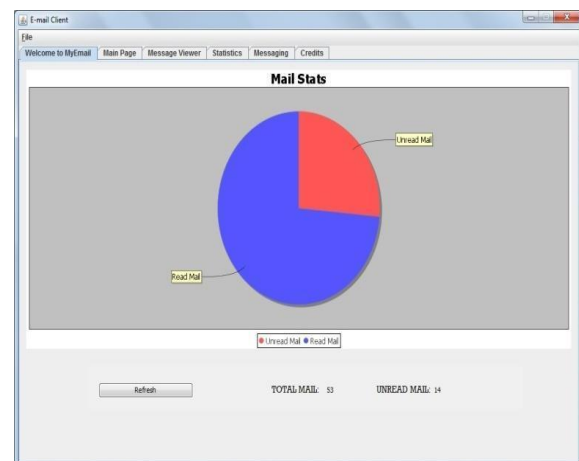 E-mail Client
File
Welcome to MyEmail Main Page Message Viewer Statistics Messaging Credits
Mail Stats
Unread Mail
Read Mail
Unread Mail Read Mail
Refresh TOTAL MAIL: 53 UNREAD MAIL: 14